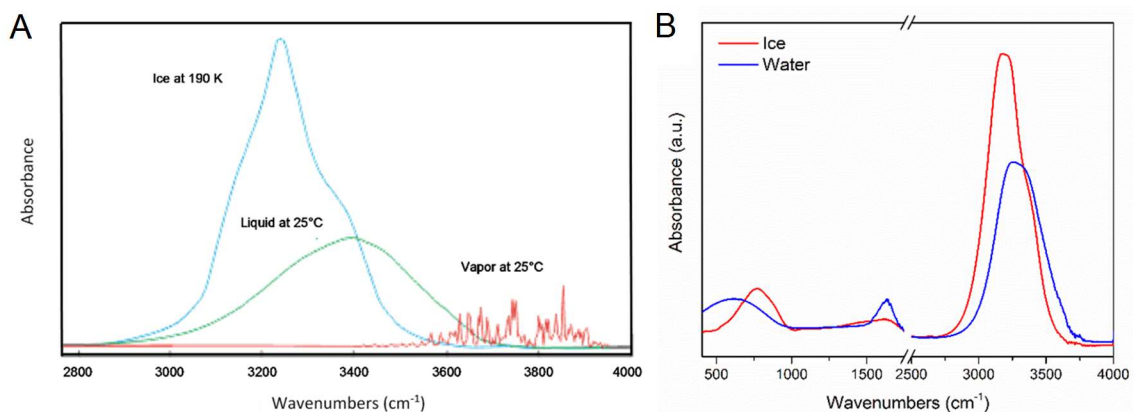 A
Absorbance
Ice at 190 K
Liquid at 25°C
Vapor at 25°C
2800 3000 3200 3400 3600 3800 4000
Wavenumbers (cm⁻¹)
B
Absorbance (a.u.)
Ice
Water
500 1000 1500 2500 3000 3500 4000
Wavenumbers (cm⁻¹)